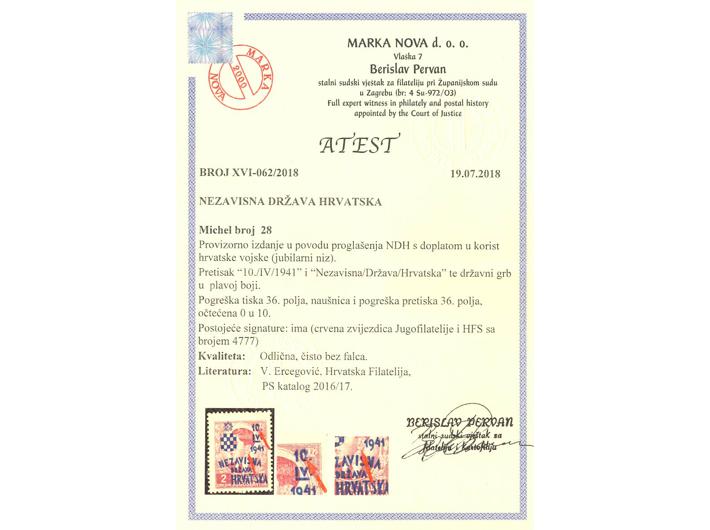 MARKA
2000
NOVA
MARKA NOVA d. o. o.
Vlaska 7
Berislav Pervan
stalni sudski vještak za filateliju pri Županijskom sudu
u Zagrebu (br: 4 Su-972/03)
Full expert witness in philately and postal history
appointed by the Court of Justice
ATEST
BROJ XVI-062/2018
19.07.2018
NEZAVISNA DRŽAVA HRVATSKA
Michel broj 28
Provizorno izdanje u povodu proglašenja NDH s doplatom u korist
hrvatske vojske (jubilarni niz).
Pretisak “10./IV/1941” i “Nezavisna/Država/Hrvatska” te državni grb
u plavoj boji.
Pogreška tiska 36. polja, naušnica i pogreška pretiska 36. polja,
očtečena 0 u 10.
Postojeće signature: ima (crvena zvijezdica Jugofilatelije i HFS sa
brojem 4777)
Kvaliteta: Odlična, čisto bez falca.
Literatura: V. Ercegović, Hrvatska Filatelija,
PS katalog 2016/17.
10.
IV
1941
NEZAVISNA
DRŽAVA
HRVATSKA
2
10.
IV
1941
1941
ZAVISNA
DRŽAVA
HRVATSKA
BERISLAV PERVAN
stalni sudski vještak za